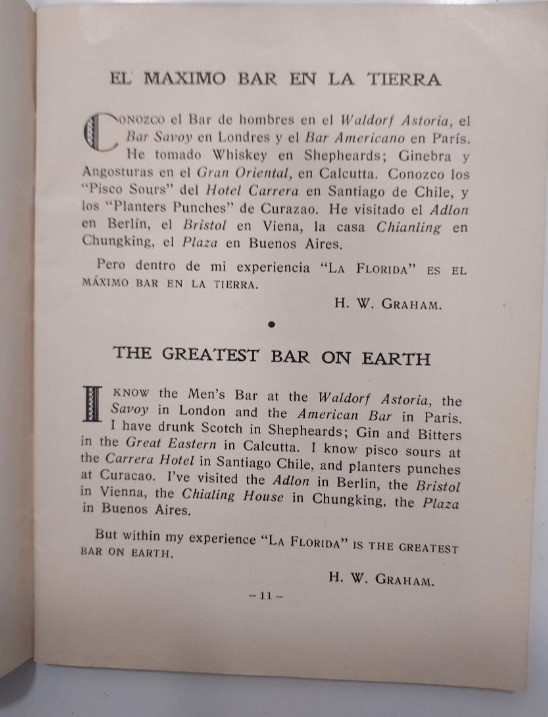 EL MAXIMO BAR EN LA TIERRA
CONOZCO el Bar de hombres en el Waldorf Astoria, el
Bar Savoy en Londres y el Bar Americano en París.
He tomado Whiskey en Shepheards; Ginebra y
Angosturas en el Gran Oriental, en Calcutta. Conozco los
"Pisco Sours" del Hotel Carrera en Santiago de Chile, y
los "Planters Punches" de Curazao. He visitado el Adlon
en Berlín, el Bristol en Viena, la casa Chianling en
Chungking, el Plaza en Buenos Aires.
Pero dentro de mi experiencia "LA FLORIDA" ES EL
MÁXIMO BAR EN LA TIERRA.
H. W. GRAHAM.
THE GREATEST BAR ON EARTH
I KNOW the Men's Bar at the Waldorf Astoria, the
Savoy in London and the American Bar in Paris.
I have drunk Scotch in Shepheards; Gin and Bitters
in the Great Eastern in Calcutta. I know pisco sours at
the Carrera Hotel in Santiago Chile, and planters punches
at Curacao. I've visited the Adlon in Berlin, the Bristol
in Vienna, the Chialing House in Chungking, the Plaza
in Buenos Aires.
But within my experience "LA FLORIDA" IS THE GREATEST
BAR ON EARTH.
H. W. GRAHAM.
-11-